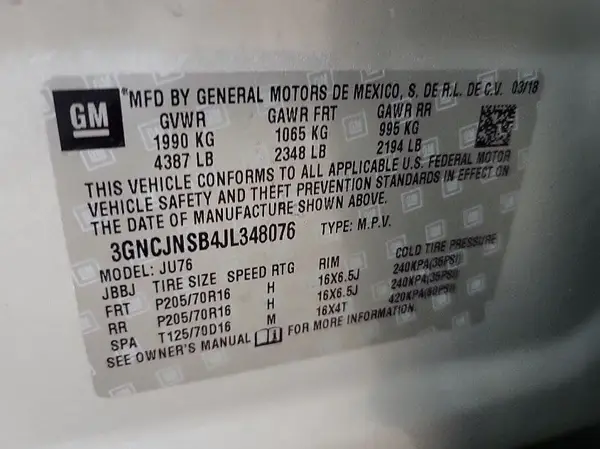 GM
®MFD BY GENERAL MOTORS DE MEXICO, S. DE R.L. DE C.V. 03/18
GVWR GAWR FRT GAWR RR
1990 KG 1065 KG 995 KG
4387 LB 2348 LB 2194 LB
THIS VEHICLE CONFORMS TO ALL APPLICABLE U.S. FEDERAL MOTOR
VEHICLE SAFETY AND THEFT PREVENTION STANDARDS IN EFFECT ON
THE DATE OF MANUFACTURE SHOWN ABOVE.
3GNCJNSB4JL348076 TYPE: M.P.V.
MODEL: JU76
JBBJ TIRE SIZE SPEED RTG RIM COLD TIRE PRESSURE
FRT P205/70R16 H 16X6.5J 240KPA(35PSI)
RR P205/70R16 H 16X6.5J 240KPA(35PSI)
SPA T125/70D16 M 16X4T 420KPA(60PSI)
SEE OWNER'S MANUAL FOR MORE INFORMATION